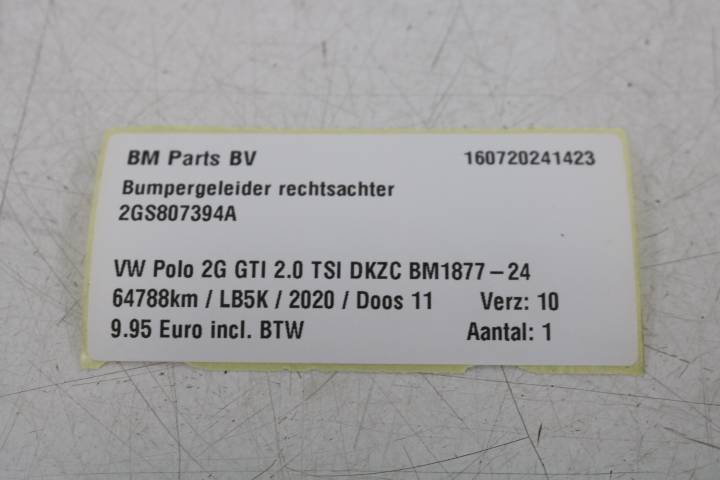 BM Parts BV 160720241423
Bumpergeleider rechtsachter
2GS807394A
VW Polo 2G GTI 2.0 TSI DKZC BM1877-24
64788km / LB5K / 2020 / Doos 11 Verz: 10
9.95 Euro incl. BTW Aantal: 1